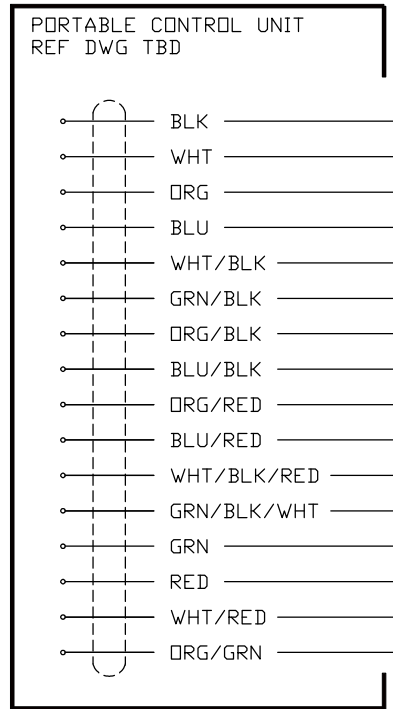 PORTABLE CONTROL UNIT
REF DWG TBD
BLK
WHT
ORG
BLU
WHT/BLK
GRN/BLK
ORG/BLK
BLU/BLK
ORG/RED
BLU/RED
WHT/BLK/RED
GRN/BLK/WHT
GRN
RED
WHT/RED
ORG/GRN